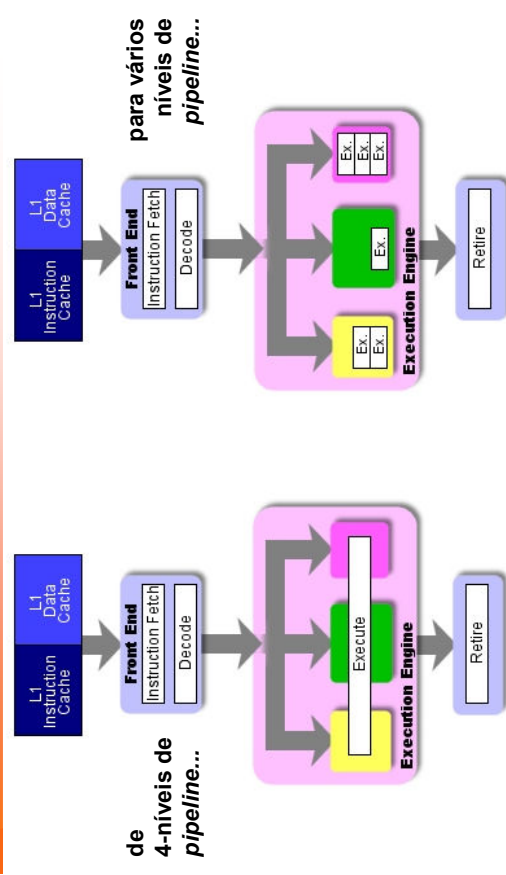 de
4-níveis de
pipeline...
L1
Instruction
Cache
L1
Data
Cache
Front End
Instruction Fetch
Decode
Execute
Execution Engine
Retire
para vários
níveis de
pipeline...
L1
Instruction
Cache
L1
Data
Cache
Front End
Instruction Fetch
Decode
Ex.
Ex.
Ex.
Ex.
Ex.
Ex.
Execution Engine
Retire